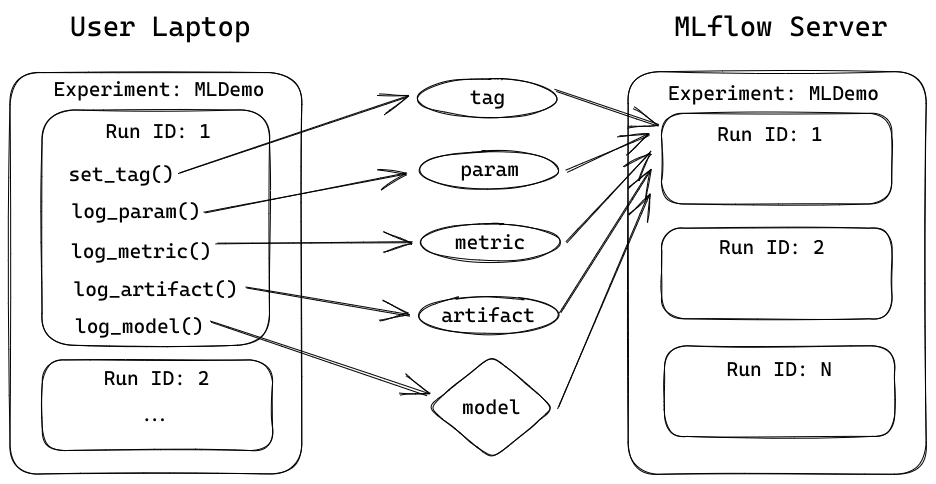 User Laptop
Experiment: MLDemo
Run ID: 1
set_tag()
log_param()
log_metric()
log_artifact()
log_model()
Run ID: 2
...
tag
param
metric
artifact
model
MLflow Server
Experiment: MLDemo
Run ID: 1
Run ID: 2
Run ID: N